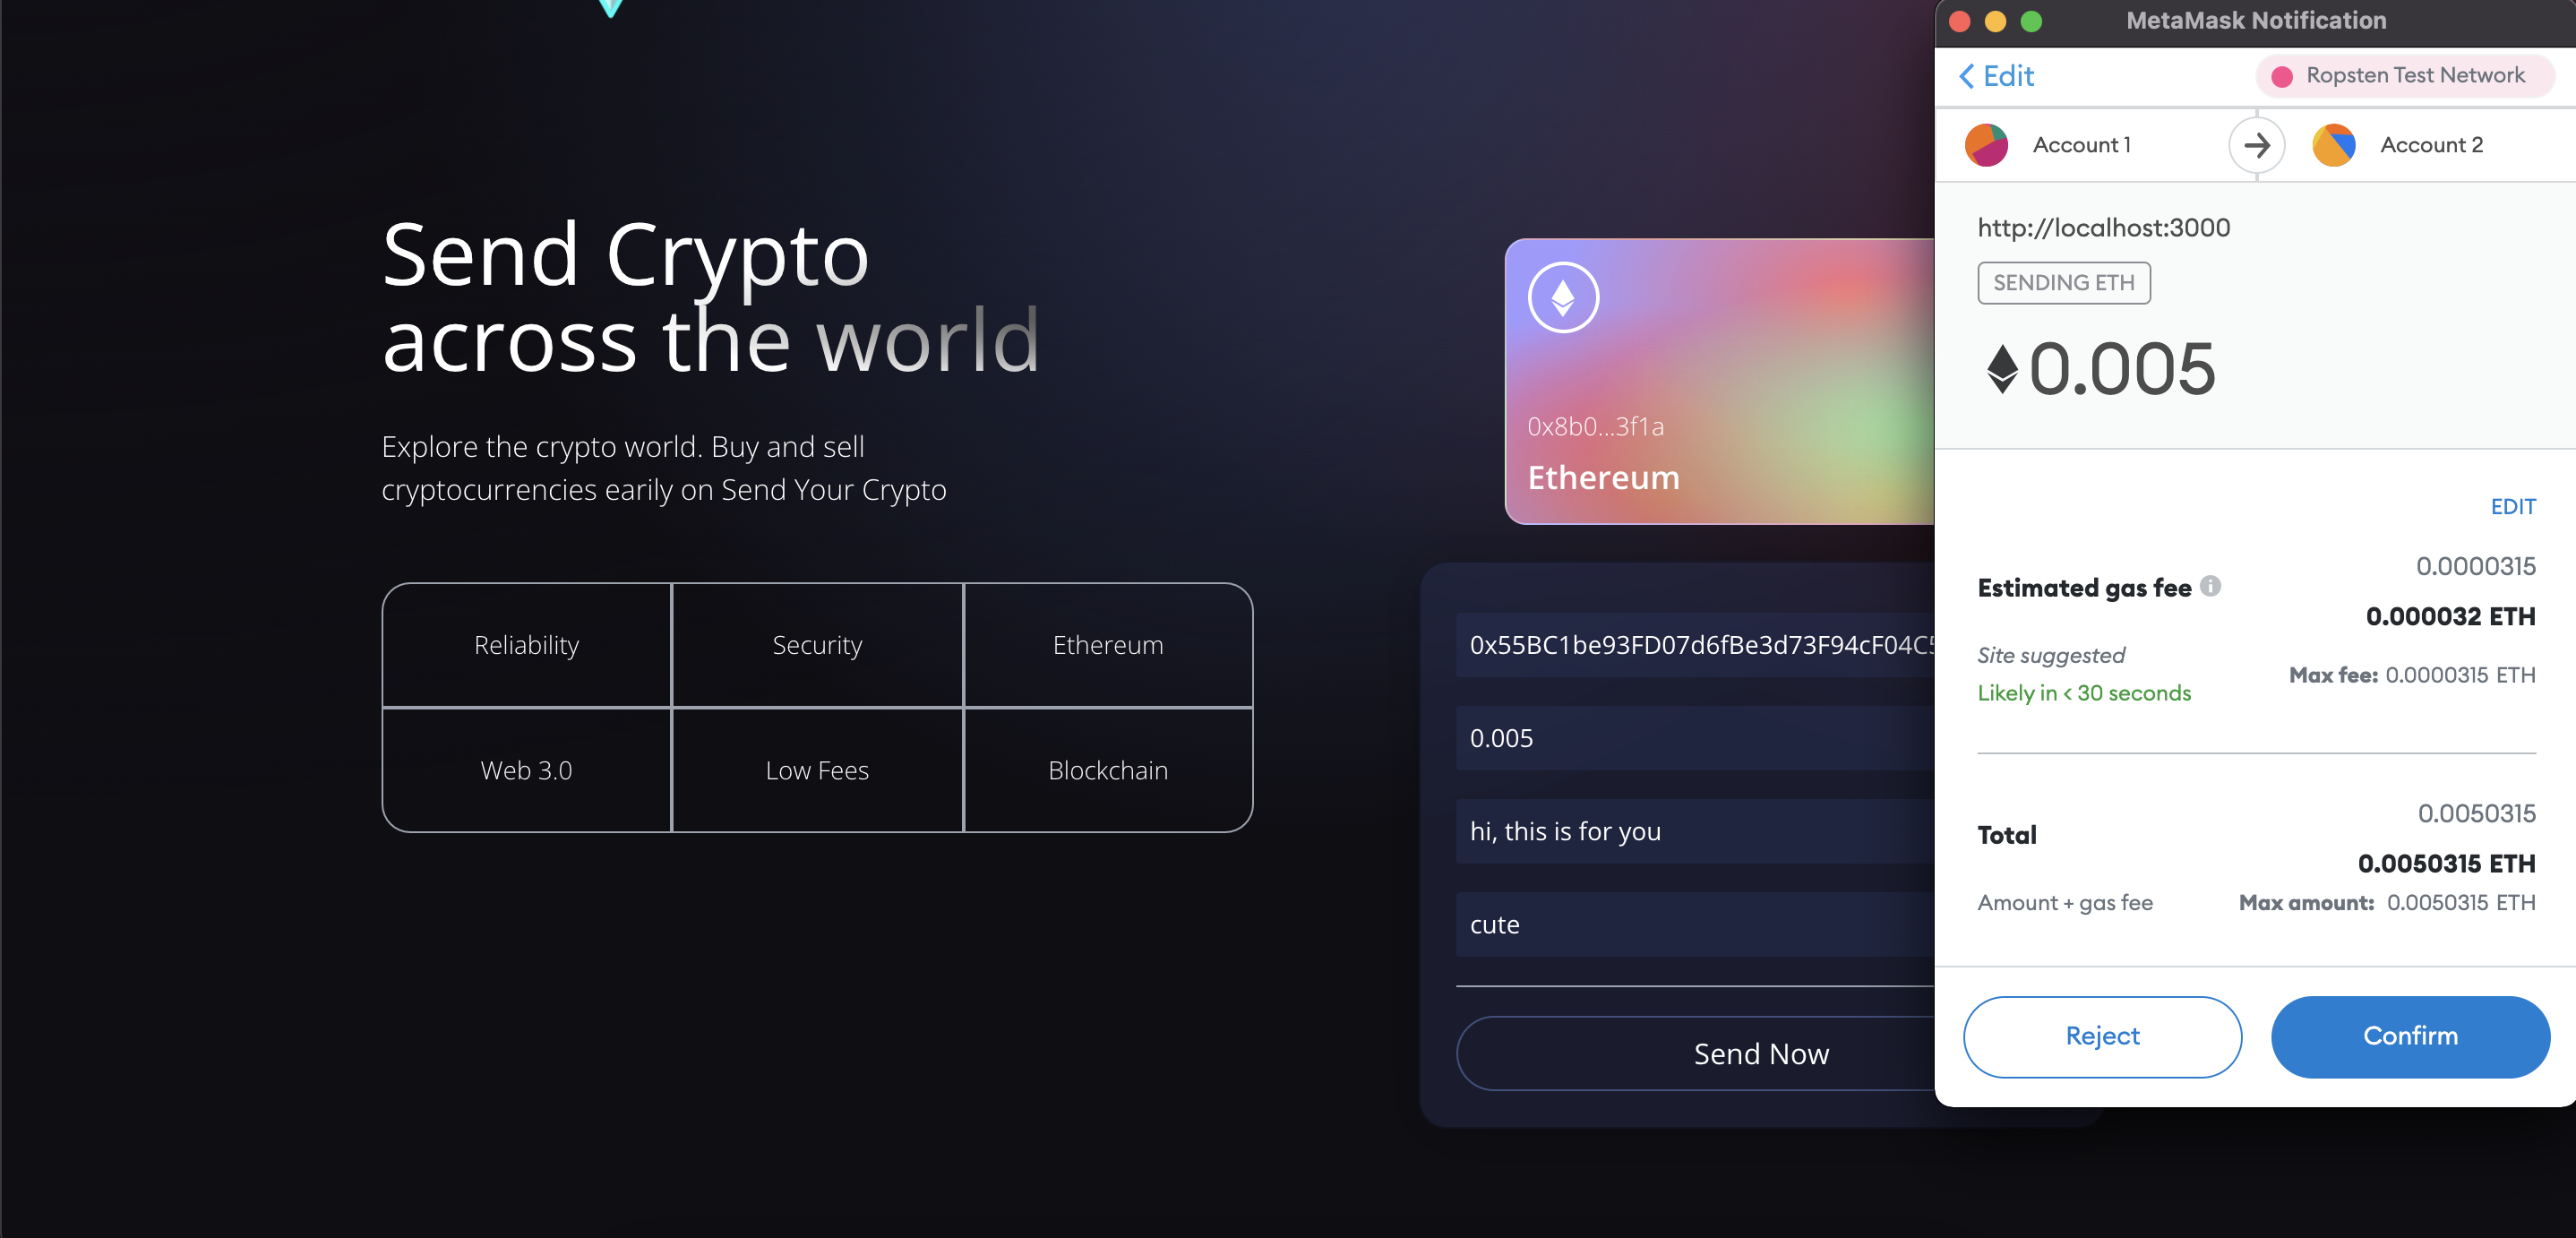 Send Crypto
across the world
Explore the crypto world. Buy and sell
cryptocurrencies earily on Send Your Crypto
Reliability
Security
Ethereum
Web 3.0
Low Fees
Blockchain
0x8b0...3f1a
Ethereum
0x55BC1be93FD07d6fBe3d73F94cF04C5
0.005
hi, this is for you
cute
Send Now
MetaMask Notification
Edit
Ropsten Test Network
Account 1
Account 2
http://localhost:3000
SENDING ETH
0.005
EDIT
0.0000315
Estimated gas fee
0.000032 ETH
Site suggested
Max fee: 0.0000315 ETH
Likely in < 30 seconds
0.0050315
Total
0.0050315 ETH
Amount + gas fee
Max amount: 0.0050315 ETH
Reject
Confirm